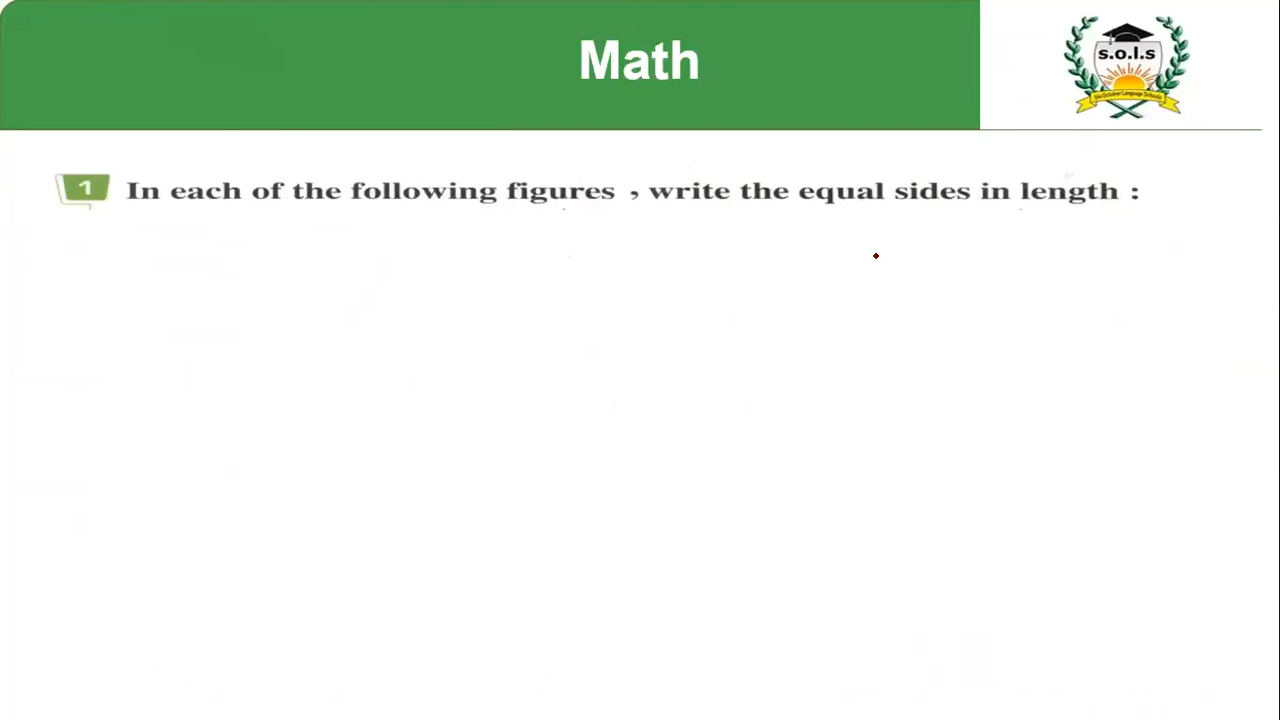 Math
s.o.l.s
1 In each of the following figures , write the equal sides in length :